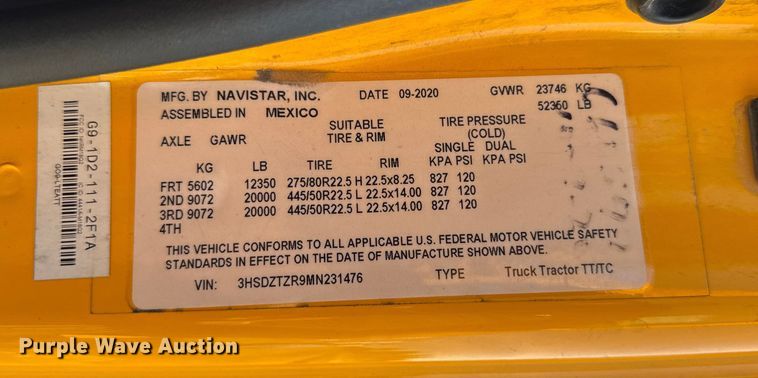 MFG. BY NAVISTAR, INC. DATE 09-2020 GVWR 23746 KG
52360 LB
ASSEMBLED IN MEXICO
SUITABLE TIRE PRESSURE
AXLE GAWR TIRE & RIM (COLD)
SINGLE DUAL
KG LB TIRE RIM KPA PSI KPA PSI
FRT 5602 12350 275/80R22.5 H 22.5x8.25 827 120
2ND 9072 20000 445/50R22.5 L 22.5x14.00 827 120
3RD 9072 20000 445/50R22.5 L 22.5x14.00 827 120
4TH
THIS VEHICLE CONFORMS TO ALL APPLICABLE U.S. FEDERAL MOTOR VEHICLE SAFETY
STANDARDS IN EFFECT ON THE DATE OF MANUFACTURE SHOWN ABOVE.
VIN: 3HSDZTZR9MN231476 TYPE Truck Tractor TT/TC
G9-1D2-111-2F1A
Purple Wave Auction